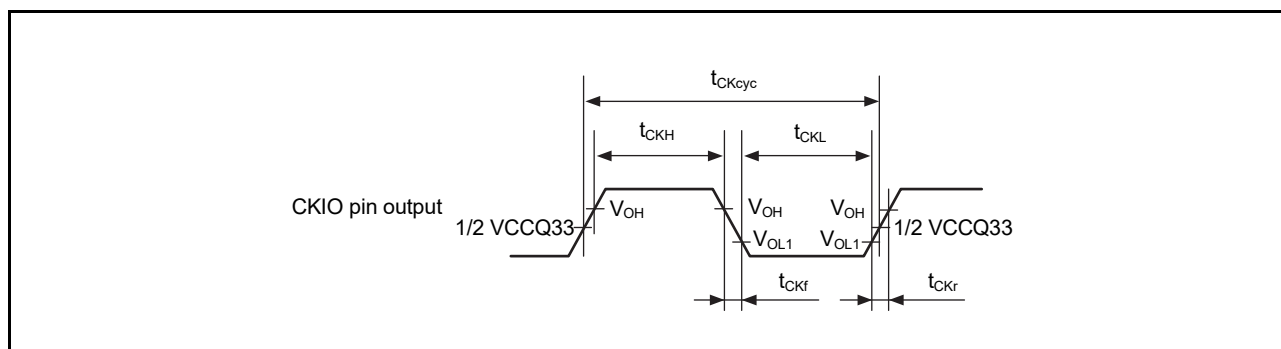 tCKcyc
tCKH
tCKL
CKIO pin output
1/2 VCCQ33
VOH
VOH
VOL1
VOH
VOL1
1/2 VCCQ33
tCKf
tCKr